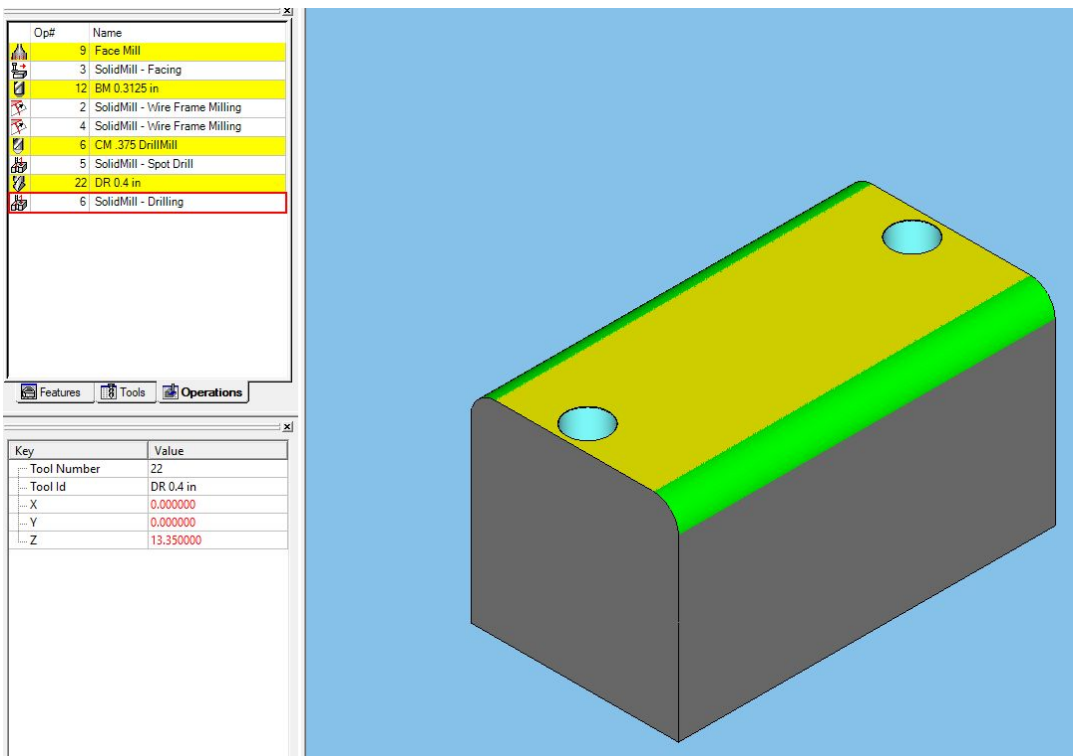 Op# Name
9 Face Mill
3 SolidMill - Facing
12 BM 0.3125 in
2 SolidMill - Wire Frame Milling
4 SolidMill - Wire Frame Milling
6 CM .375 DrillMill
5 SolidMill - Spot Drill
22 DR 0.4 in
6 SolidMill - Drilling
Features Tools Operations
Key Value
Tool Number 22
Tool Id DR 0.4 in
X 0.000000
Y 0.000000
Z 13.350000